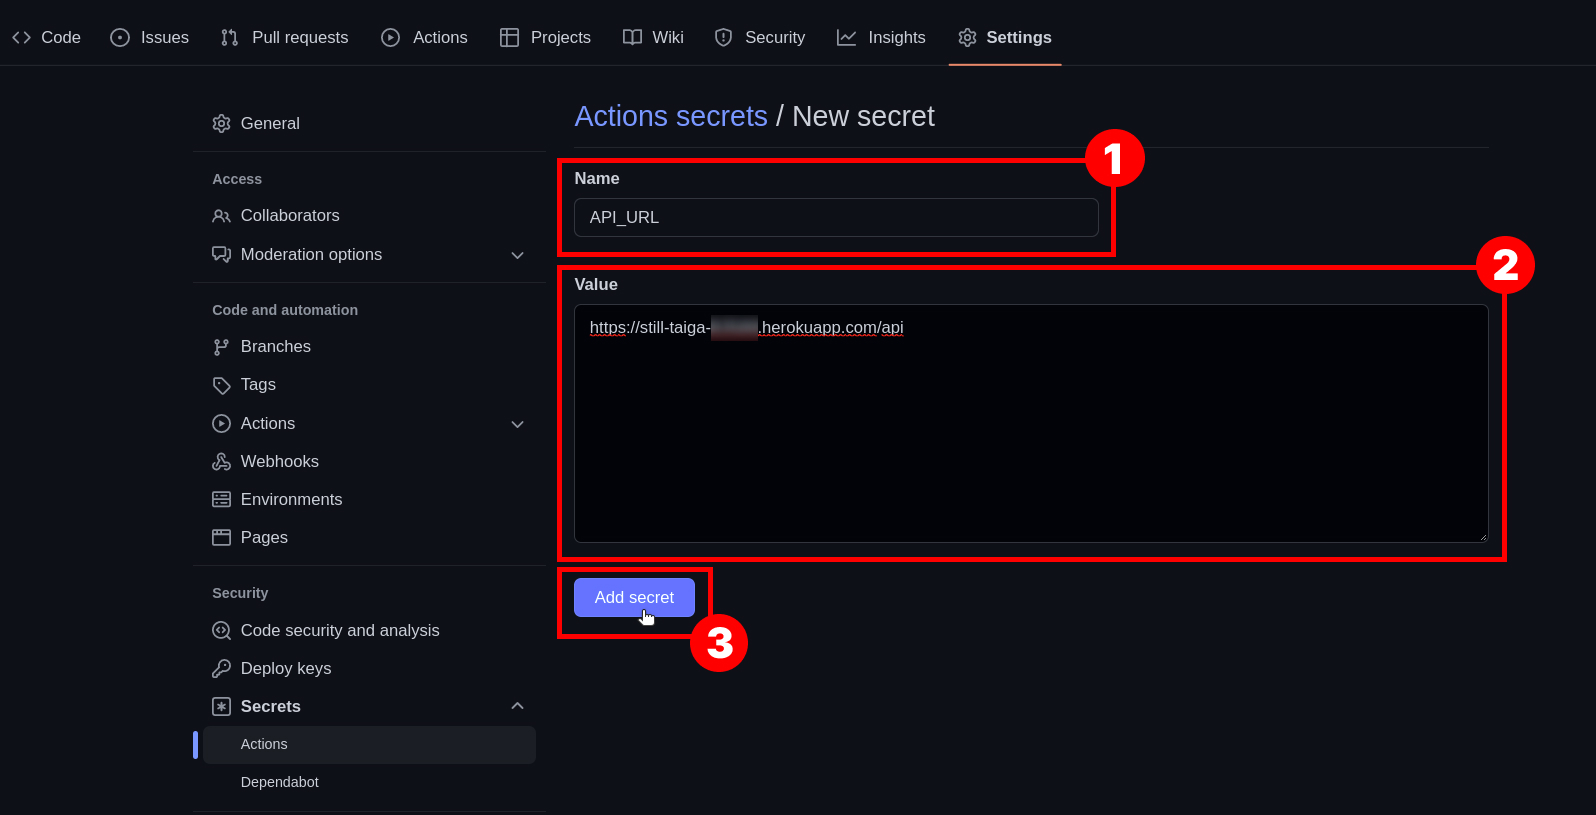 Code Issues Pull requests Actions Projects Wiki Security Insights Settings
General
Access
Collaborators
Moderation options
Code and automation
Branches
Tags
Actions
Webhooks
Environments
Pages
Security
Code security and analysis
Deploy keys
Secrets
Actions
Dependabot
Actions secrets / New secret
1
Name
API_URL
2
Value
https://still-taiga-.herokuapp.com/api
Add secret
3